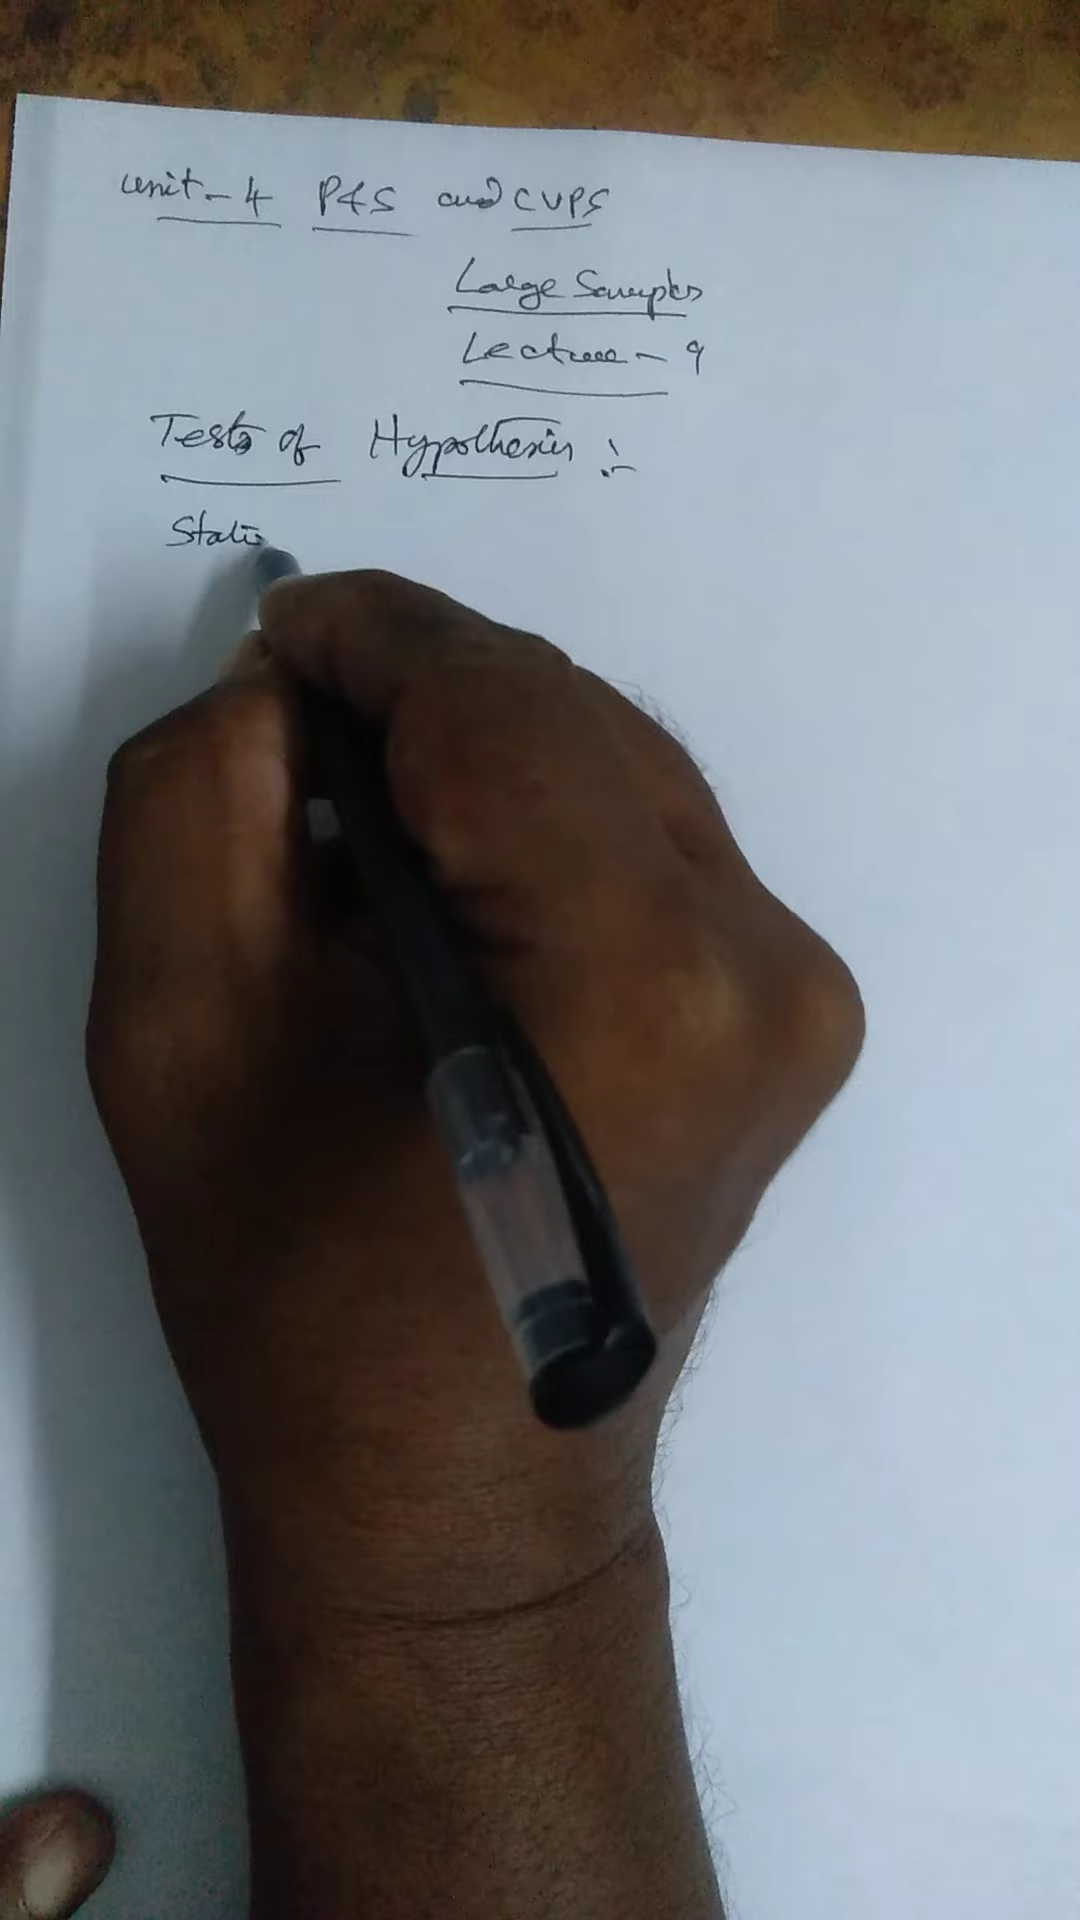 Unit-4 P&S and CVPS
Large Samples
Lecture-9
Tests of Hypothesis :-
Stati